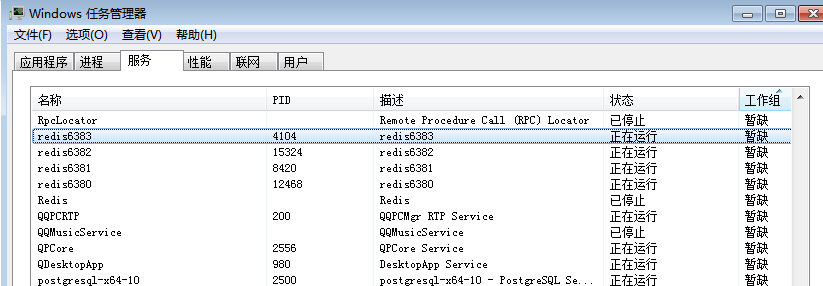 Windows 任务管理器
文件(F) 选项(O) 查看(V) 帮助(H)
应用程序 进程 服务 性能 联网 用户
名称 PID 描述 状态 工作组
RpcLocator Remote Procedure Call (RPC) Locator 已停止 暂缺
redis6383 4104 redis6383 正在运行 暂缺
redis6382 15324 redis6382 正在运行 暂缺
redis6381 8420 redis6381 正在运行 暂缺
redis6380 12468 redis6380 正在运行 暂缺
Redis Redis 已停止 暂缺
QQPCRTP 200 QQPCMgr RTP Service 正在运行 暂缺
QQMusicService QQMusicService 已停止 暂缺
QPCore 2556 QPCore Service 正在运行 暂缺
QDesktopApp 980 DesktopApp Service 正在运行 暂缺
postgresql-x64-10 2500 postgresql-x64-10 - PostgreSQL Se... 正在运行 暂缺